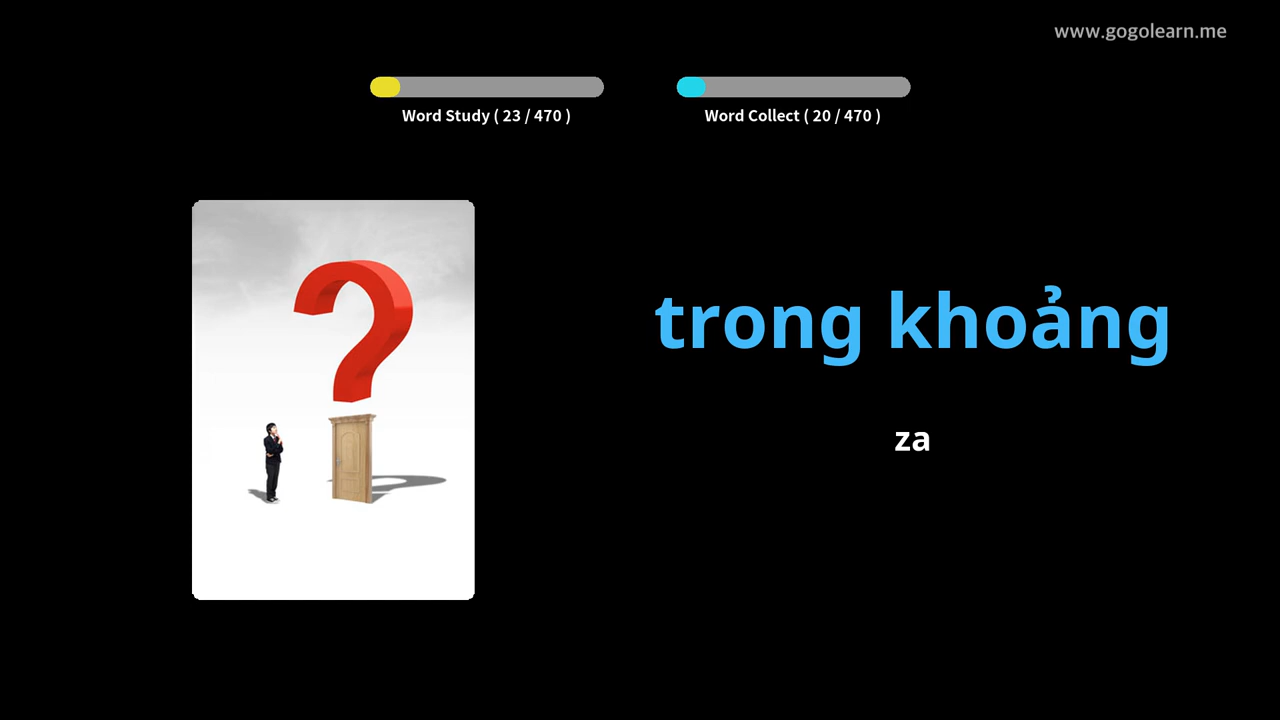 www.gogolearn.me
Word Study ( 23 / 470 )
Word Collect ( 20 / 470 )
trong khoảng
za